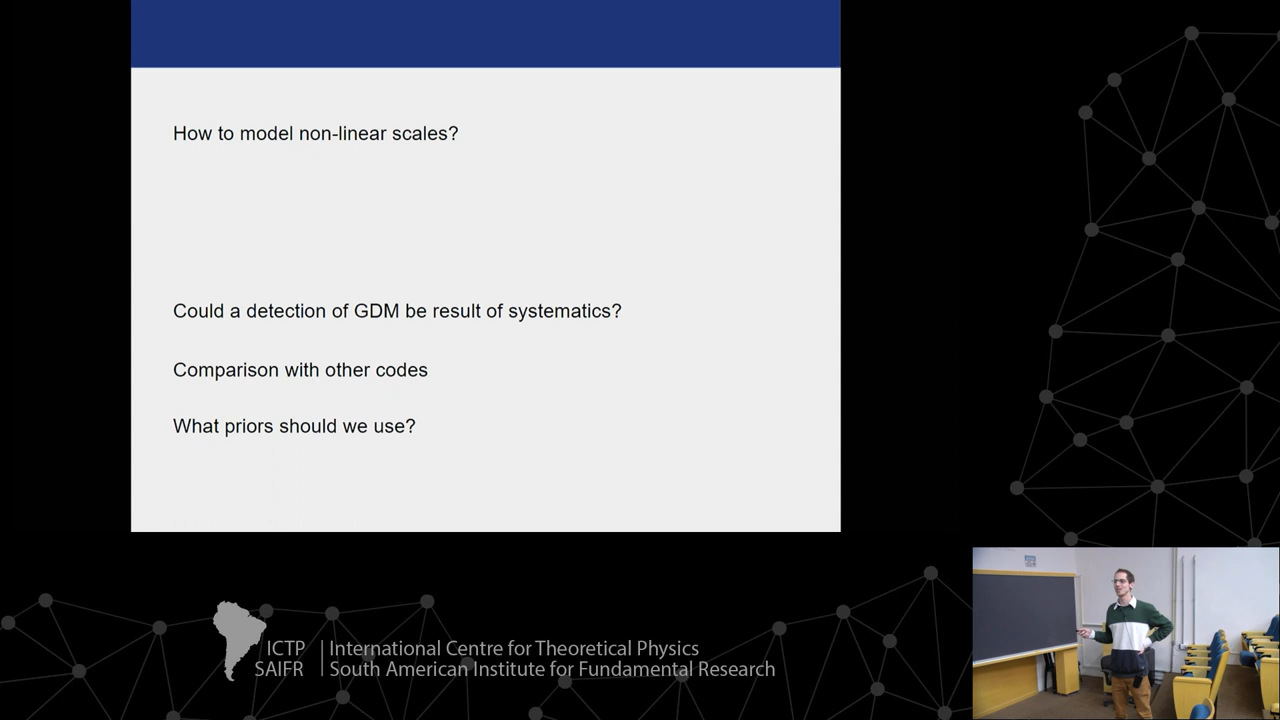 How to model non-linear scales?
Could a detection of GDM be result of systematics?
Comparison with other codes
What priors should we use?
ICTP
SAIFR
International Centre for Theoretical Physics
South American Institute for Fundamental Research